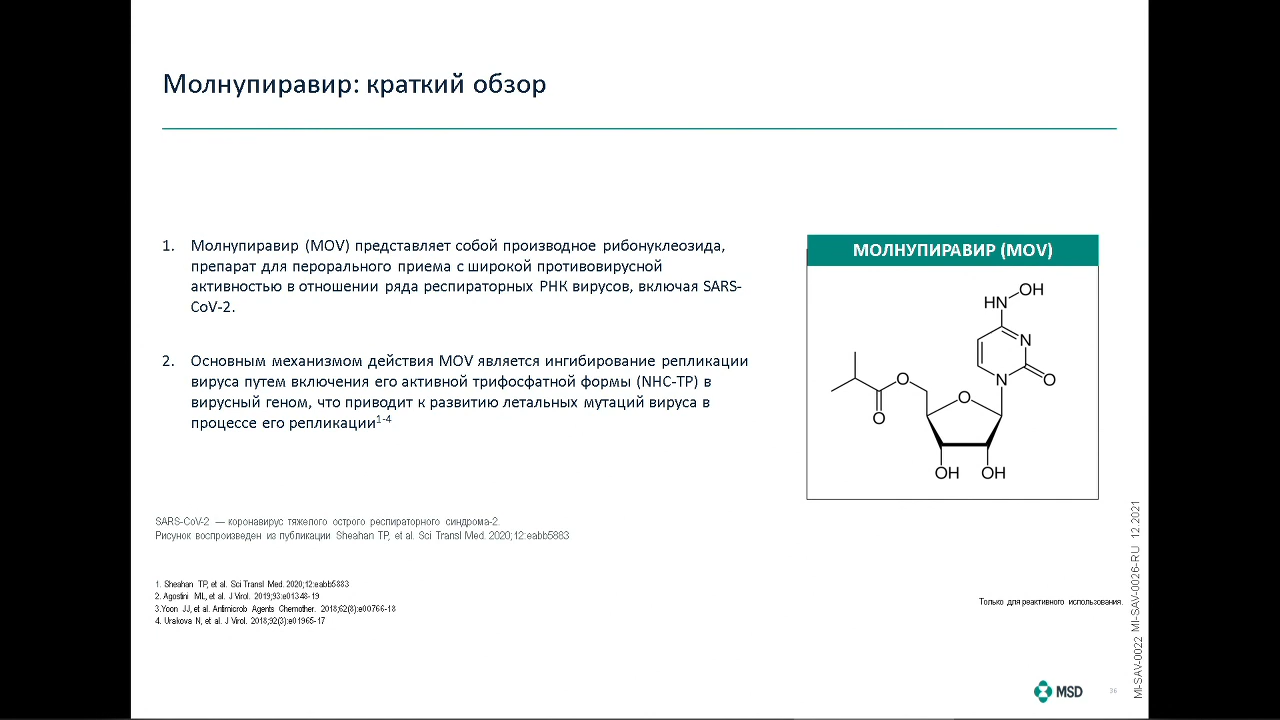 Молнупиравир: краткий обзор
1. Молнупиравир (MOV) представляет собой производное рибонуклеозида,
препарат для перорального приема с широкой противовирусной
активностью в отношении ряда респираторных РНК вирусов, включая SARS-
CoV-2.
2. Основным механизмом действия MOV является ингибирование репликации
вируса путем включения его активной трифосфатной формы (NHC-TP) в
вирусный геном, что приводит к развитию летальных мутаций вируса в
процессе его репликации1-4
МОЛНУПИРАВИР (MOV)
OH
HN
N
N
O
O
O
O
OH OH
SARS-CoV-2 — коронавирус тяжелого острого респираторного синдрома-2.
Рисунок воспроизведен из публикации Sheahan TP, et al. Sci Transl Med. 2020;12:eabb5883
1. Sheahan TP, et al. Sci Transl Med. 2020;12:eabb5883
2. Agostini ML, et al. J Virol. 2019;93:e01348-19
3.Yoon JJ, et al. Antimicrob Agents Chemother. 2018;62(8):e00766-18
4. Urakova N, et al. J Virol. 2018;92(3):e01965-17
Только для реактивного использования.
MI-SAV-0022 MI-SAV-0026-RU 12.2021
MSD
36